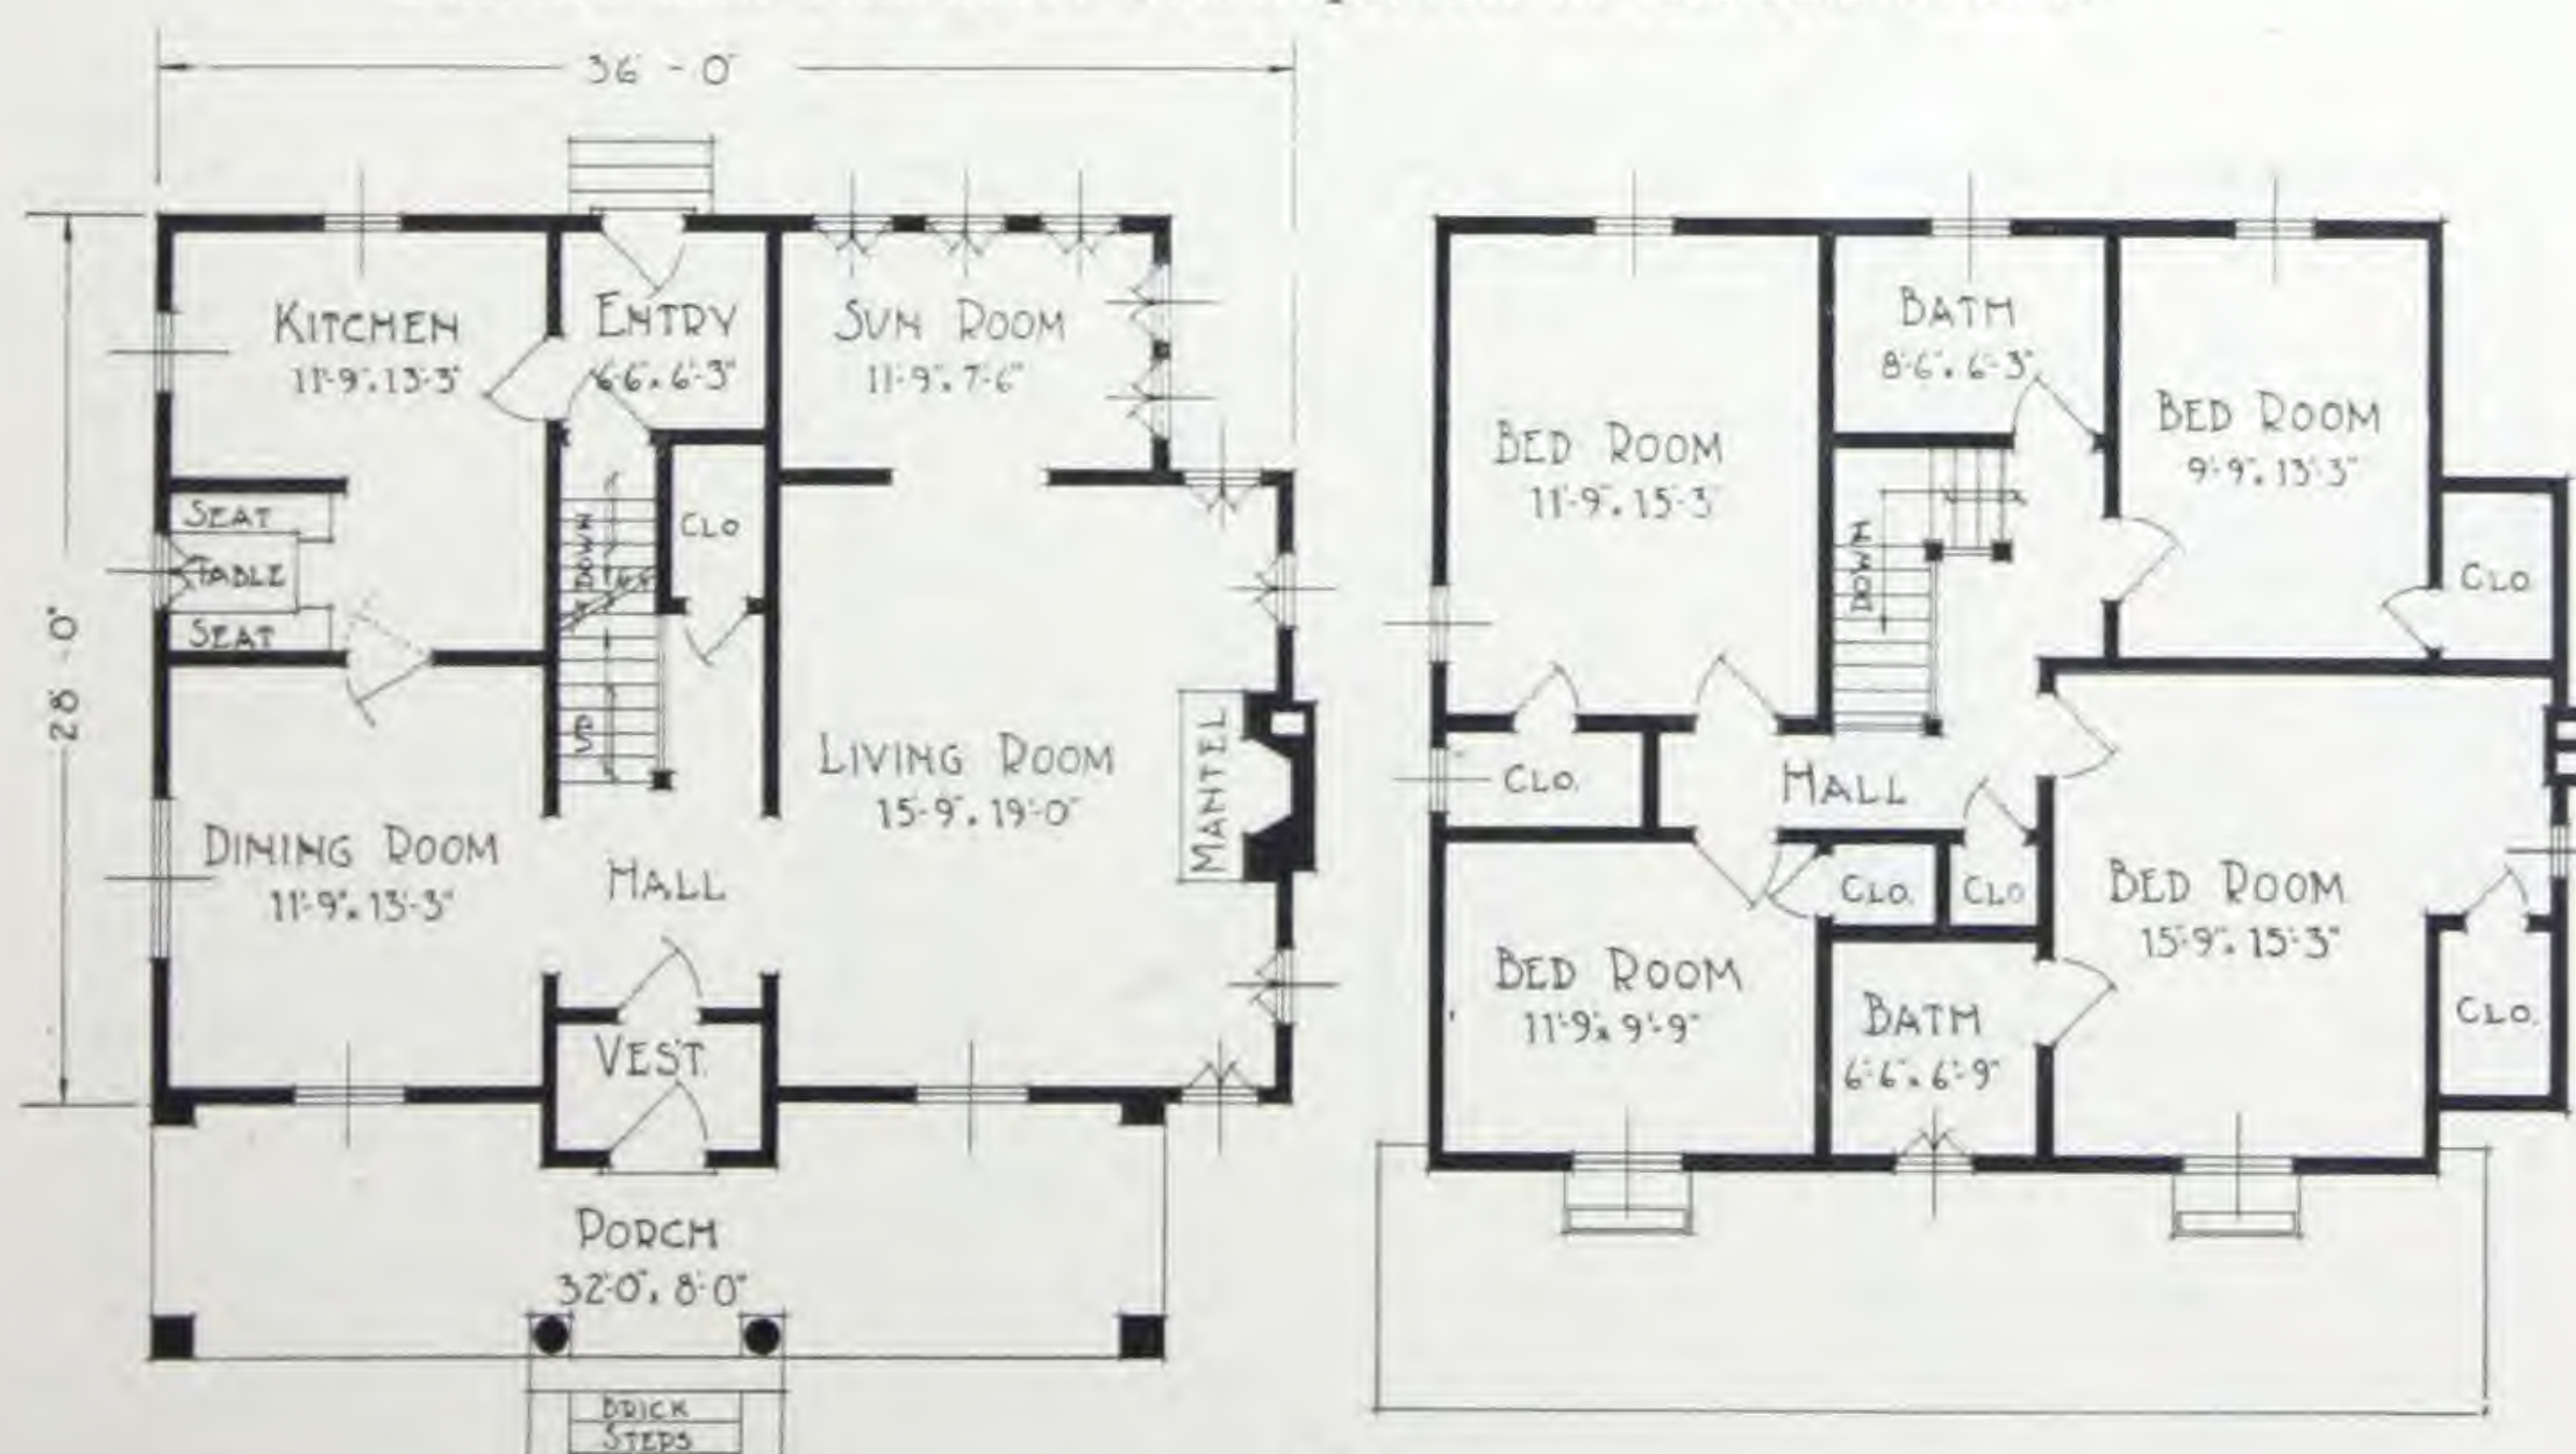 36'-0"
28'-0"
KITCHEN
11'-9" x 13'-3"
ENTRY
6'-6" x 6'-3"
SUN ROOM
11'-9" x 7'-6"
SEAT
TABLE
SEAT
DOWN
UP
CLO
LIVING ROOM
15'-9" x 19'-0"
MANTEL
DINING ROOM
11'-9" x 13'-3"
HALL
VEST.
PORCH
32'-0" x 8'-0"
BRICK
STEPS
BED ROOM
11'-9" x 15'-3"
BATH
8'-6" x 6'-3"
BED ROOM
9'-9" x 13'-3"
DOWN
CLO
CLO.
HALL
CLO.
CLO
BED ROOM
15'-9" x 15'-3"
BED ROOM
11'-9" x 9'-9"
BATH
6'-6" x 6'-9"
CLO.